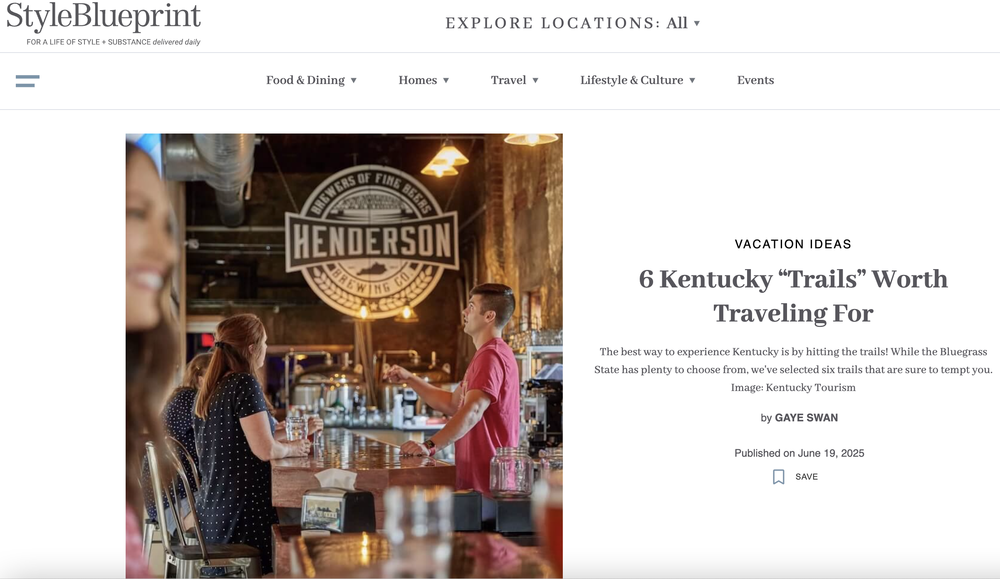 StyleBlueprint
FOR A LIFE OF STYLE + SUBSTANCE delivered daily
EXPLORE LOCATIONS: All ▼
Food & Dining ▼
Homes ▼
Travel ▼
Lifestyle & Culture ▼
Events
BREWERS OF FINE BEERS
HENDERSON
BREWING CO.
VACATION IDEAS
6 Kentucky “Trails” Worth
Traveling For
The best way to experience Kentucky is by hitting the trails! While the Bluegrass
State has plenty to choose from, we've selected six trails that are sure to tempt you.
Image: Kentucky Tourism
by GAYE SWAN
Published on June 19, 2025
SAVE